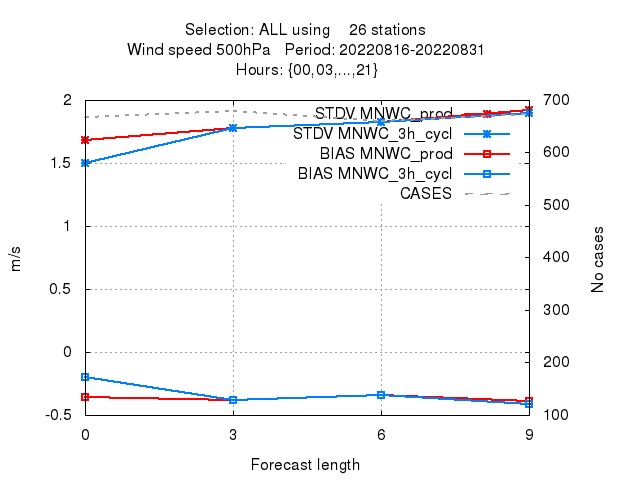 Selection: ALL using 26 stations
Wind speed 500hPa Period: 20220816-20220831
Hours: {00,03,...,21}
2
1.5
1
0.5
0
-0.5
m/s
STDV MNWC_prod
STDV MNWC_3h_cycl
BIAS MNWC_prod
BIAS MNWC_3h_cycl
CASES
700
600
500
400
300
200
100
No cases
0 3 6 9
Forecast length